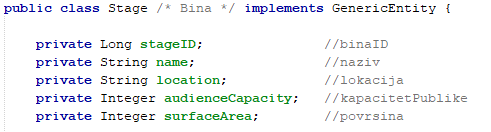 public class Stage /* Bina */ implements GenericEntity {
private Long stageID; //binaID
private String name; //naziv
private String location; //lokacija
private Integer audienceCapacity; //kapacitetPublike
private Integer surfaceArea; //povrsina